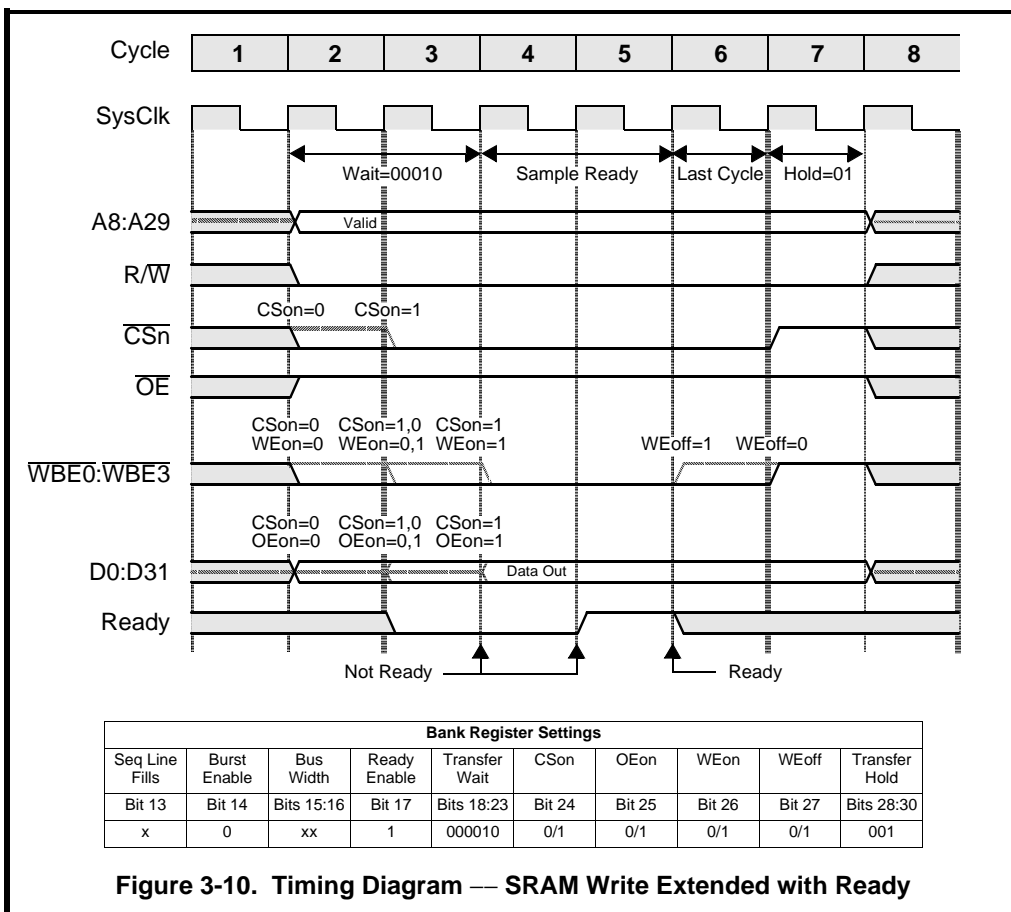 Cycle 1 2 3 4 5 6 7 8
SysClk
Wait=00010 Sample Ready Last Cycle Hold=01
A8:A29 Valid
R/W
CSon=0 CSon=1
CSn
OE
CSon=0 CSon=1,0 CSon=1
WEon=0 WEon=0,1 WEon=1 WEoff=1 WEoff=0
WBE0:WBE3
CSon=0 CSon=1,0 CSon=1
OEon=0 OEon=0,1 OEon=1
D0:D31 Data Out
Ready
Not Ready Ready
Bank Register Settings
Seq Line Fills Burst Enable Bus Width Ready Enable Transfer Wait CSon OEon WEon WEoff Transfer Hold
Bit 13 Bit 14 Bits 15:16 Bit 17 Bits 18:23 Bit 24 Bit 25 Bit 26 Bit 27 Bits 28:30
x 0 xx 1 000010 0/1 0/1 0/1 0/1 001
Figure 3-10. Timing Diagram –– SRAM Write Extended with Ready